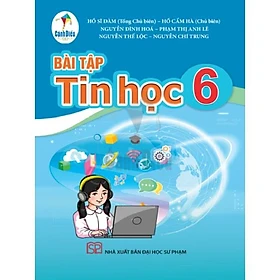 Cánh Diều
HỒ SĨ ĐÀM (Tổng Chủ biên) – HỒ CẨM HÀ (Chủ biên)
NGUYỄN ĐÌNH HOÁ – PHẠM THỊ ANH LÊ
NGUYỄN THẾ LỘC – NGUYỄN CHÍ TRUNG
BÀI TẬP
Tin học 6
NHÀ XUẤT BẢN ĐẠI HỌC SƯ PHẠM